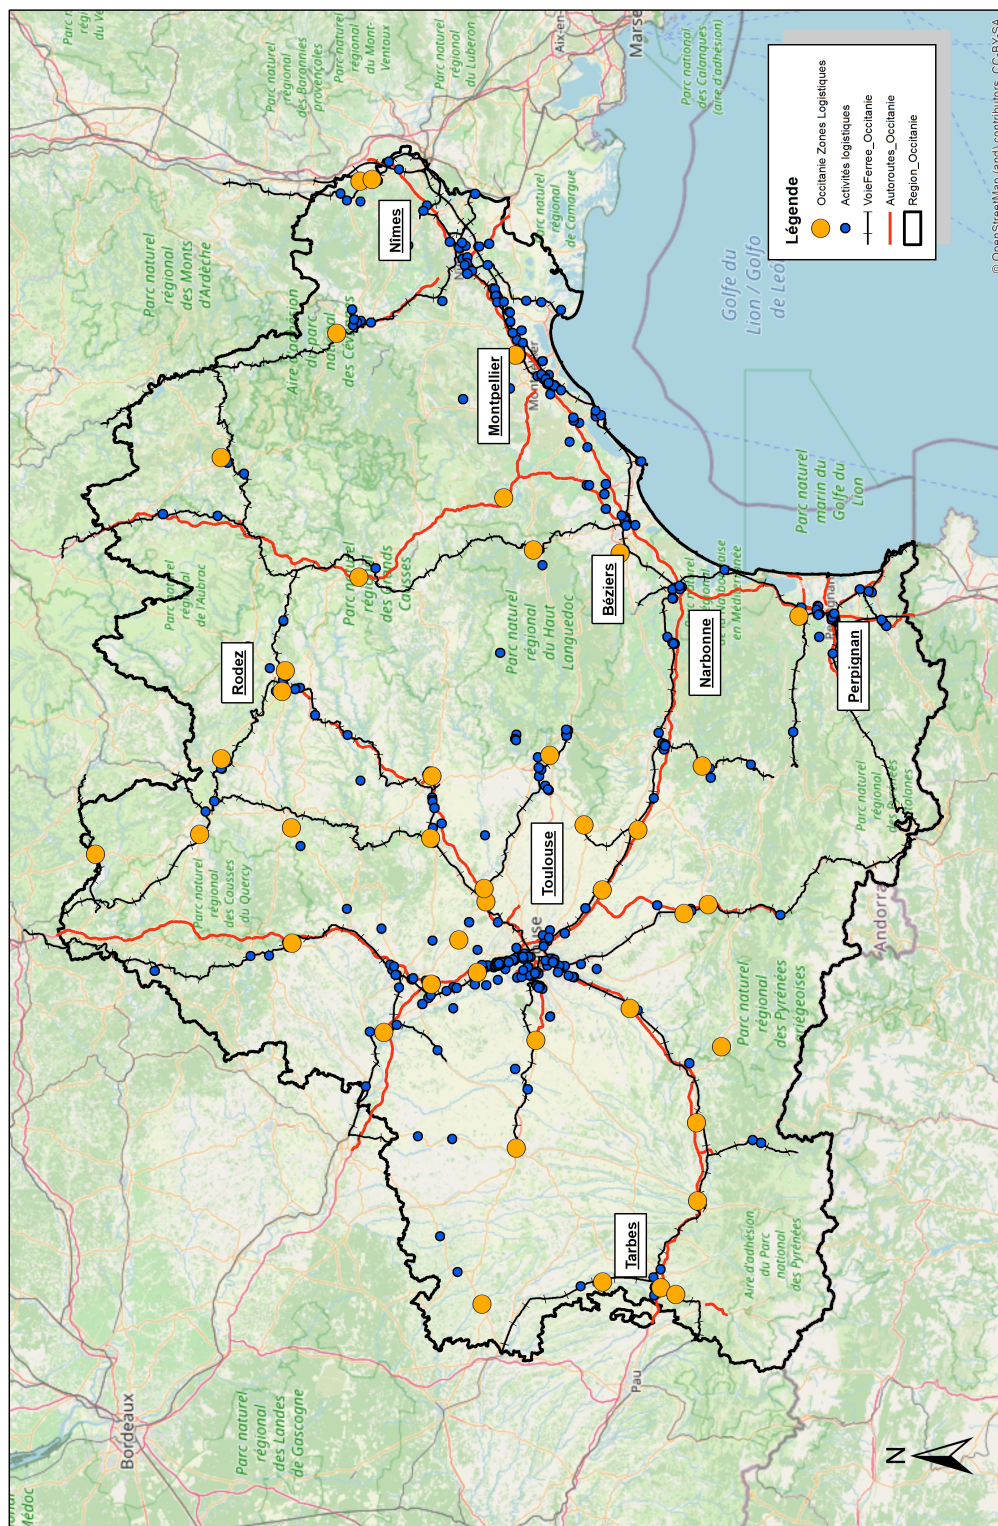 Légende
Occitanie Zones Logistiques
Activités logistiques
VoieFerree_Occitanie
Autoroutes_Occitanie
Region_Occitanie
N
Bordeaux
Parc naturel
régional
des Landes
de Gascogne
Médoc
Pau
Tarbes
Aire d'adhésion
du Parc
national
des Pyrénées
Toulouse
Parc naturel
régional
des Pyrénées
Andorra
Parc naturel
régional
des Causses
du Quercy
Rodez
Parc naturel
régional
de l'Aubrac
Parc naturel
régional
du Haut
Languedoc
Béziers
Narbonne
Perpignan
Parc naturel
régional
Parc naturel
marin du
Golfe du
Lion
Golfe du
Lion / Golfo
de León
Montpellier
Nîmes
Parc naturel
régional
des Monts
d'Ardèche
Parc naturel
régional
de Camargue
Parc naturel
régional
des Baronnies
provençales
Parc naturel
régional
du Mont-
Ventoux
Parc naturel
régional
du Luberon
Aix-en-
Marse
Parc national
des Calanques
(aire d'adhésion)
© OpenStreetMap (and) contributors, CC-BY-SA